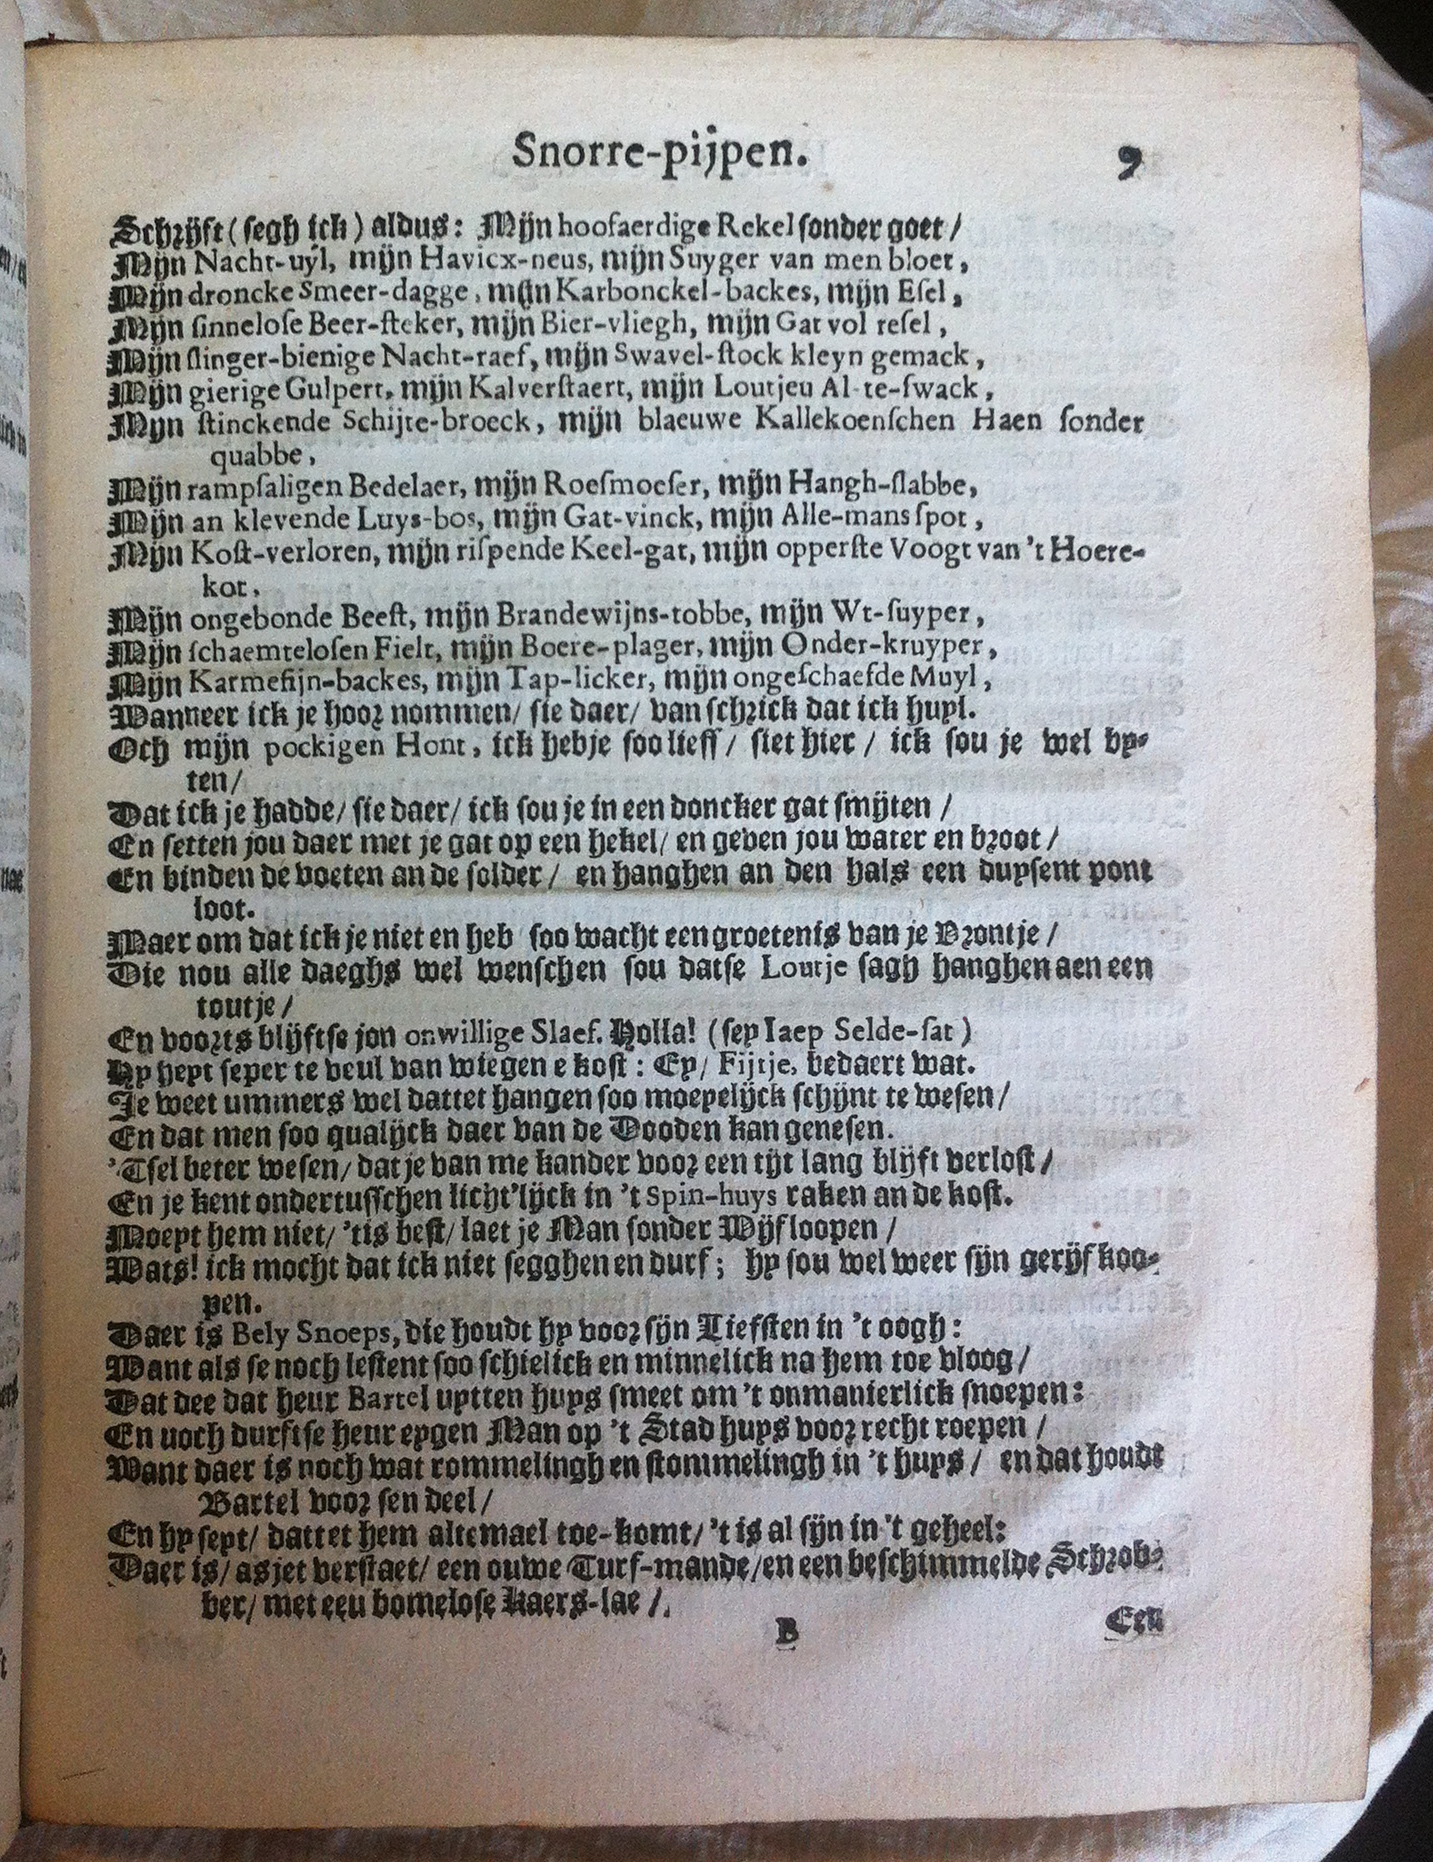 Snorre-pijpen. 9
Schrijft (segh ick) aldus: Mijn hoofaerdige Rekel sonder goet /
Mijn Nacht-uyl, mijn Havicx-neus, mijn Suyger van men bloet,
Mijn droncke Smeer-dagge, mijn Karbonckel-backes, mijn Esel,
Mijn sinnelose Beer-steker, mijn Bier-vliegh, mijn Gat vol resel,
Mijn slinger-bienige Nacht-raef, mijn Swavel-stock kleyn gemack,
Mijn gierige Gulpert, mijn Kalverstaert, mijn Loutjeu Al-te-swack,
Mijn stinckende Schijte-broeck, mijn blaeuwe Kallekoenschen Haen sonder
quabbe,
Mijn rampsaligen Bedelaer, mijn Roesmoeser, mijn Hangh-slabbe,
Mijn an klevende Luys-bos, mijn Gat-vinck, mijn Alle-mans spot,
Mijn Kost-verloren, mijn rispende Keel-gat, mijn opperste Voogt van 't Hoere-
kot,
Mijn ongebonde Beest, mijn Brandewijns-tobbe, mijn Wt-suyper,
Mijn schaemtelosen Fielt, mijn Boere-plager, mijn Onder-kruyper,
Mijn Karmesijn-backes, mijn Tap-licker, mijn ongeschaefde Muyl,
Wanneer ick je hoor nommen/ sie daer/ van schrick dat ick huyl.
Och mijn pockigen Hont, ick heb je soo lieff / siet hier / ick sou je wel by-
ten/
Dat ick je hadde/ sie daer/ ick sou je in een doncker gat smijten /
En setten jou daer met je gat op een hekel/ en geven jou water en broot /
En binden de voeten an de solder / en hanghen an den hals een duysent pont
loot.
Maer om dat ick je niet en heb soo wacht een groetenis van je Vrontje /
Die nou alle daeghs wel wenschen sou datse Loutje sagh hanghen aen een
toutje /
En voorts blijftse jon onwillige Slaef. Holla! (sey Iaep Selde-sat)
Hy heyt seper te veul van wiegen e kost: Ey/ Fijtje, bedaert wat.
Je weet ummers wel dattet hangen soo moeyelijck schijnt te wesen/
En dat men soo qualijck daer van de Dooden kan genesen.
'Tsel beter wesen/ dat je van me kander voor een tijt lang blijft verlost /
En je kent ondertusschen licht'lijck in 't Spin-huys raken an de kost.
Moeyt hem niet/ 'tis best/ laet je Man sonder Wijf loopen /
Wats! ick mocht dat ick niet segghen en durf; hy sou wel weer sijn gerijf koo-
pen.
Daer is Bely Snoeps, die houdt hy voor sijn Liefsten in 't oogh:
Want als se noch lestent soo schielick en minnelick na hem toe vloog/
Dat dee dat heur Bartel uytten huys smeet om 't onmanierlick snoepen:
En uoch durftse heur eygen Man op 't Stad huys voor recht roepen /
Want daer is noch wat rommelingh en stommelingh in 't huys / en dat houdt
Bartel voor sen deel/
En hy seyt/ dattet hem altemael toe-komt/ 't is al sijn in 't geheel:
Daer is/ as jet verstaet/ een ouwe Turf-mande/en een beschimmelde Schrob-
ber/ met eeu bomelose Kaers-lae /.
B Een